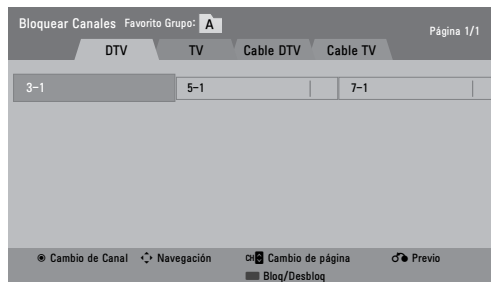 Bloquear Canales Favorito Grupo: A
Página 1/1
DTV TV Cable DTV Cable TV
3-1 5-1 7-1
Cambio de Canal Navegación CH Cambio de página Previo
Bloq/Desbloq